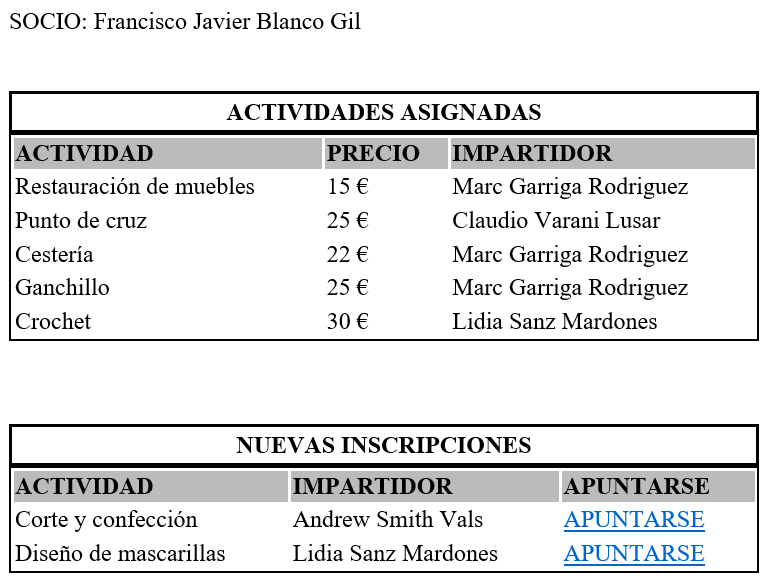 SOCIO: Francisco Javier Blanco Gil
ACTIVIDADES ASIGNADAS
ACTIVIDAD PRECIO IMPARTIDOR
Restauración de muebles 15 € Marc Garriga Rodriguez
Punto de cruz 25 € Claudio Varani Lusar
Cestería 22 € Marc Garriga Rodriguez
Ganchillo 25 € Marc Garriga Rodriguez
Crochet 30 € Lidia Sanz Mardones
NUEVAS INSCRIPCIONES
ACTIVIDAD IMPARTIDOR APUNTARSE
Corte y confección Andrew Smith Vals APUNTARSE
Diseño de mascarillas Lidia Sanz Mardones APUNTARSE